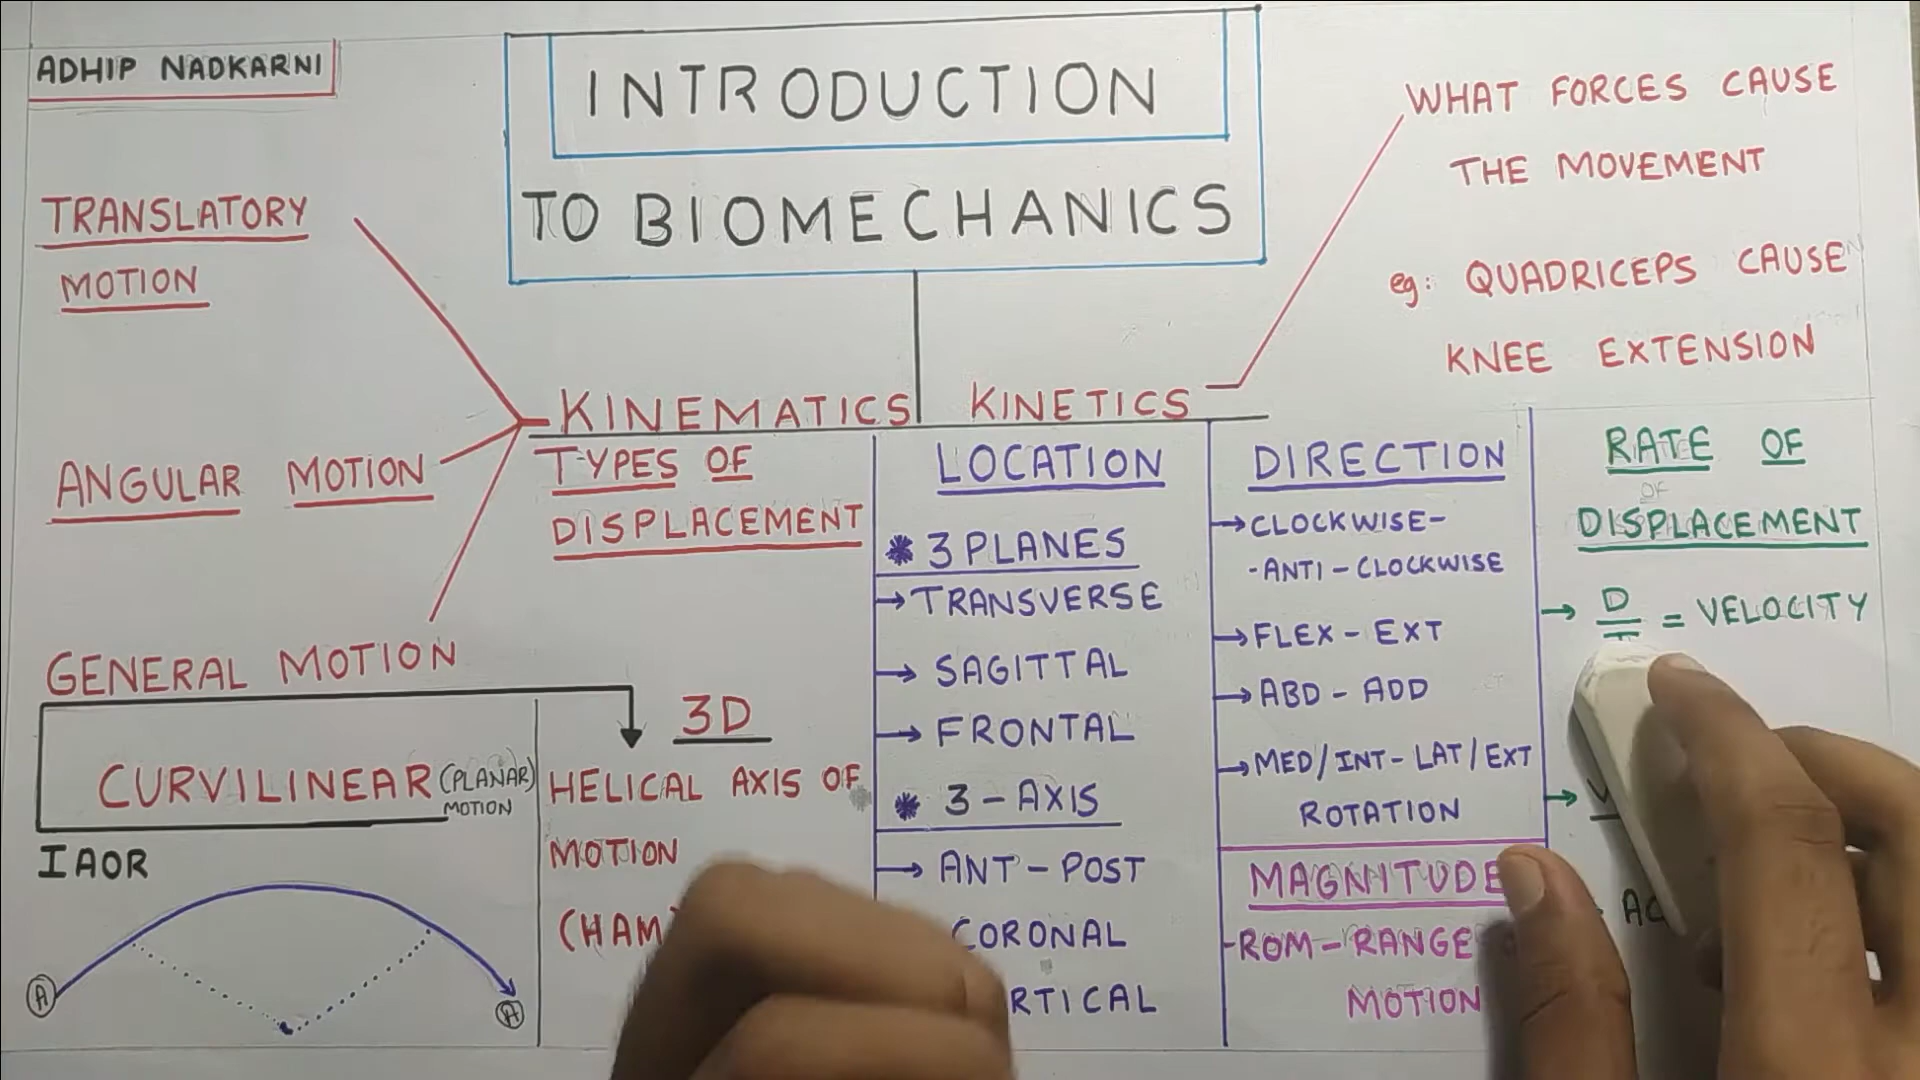 ADHIP NADKARNI
INTRODUCTION
TO BIOMECHANICS
WHAT FORCES CAUSE
THE MOVEMENT
eg: QUADRICEPS CAUSE
KNEE EXTENSION
TRANSLATORY
MOTION
ANGULAR MOTION
GENERAL MOTION
CURVILINEAR (PLANAR)
MOTION
IAOR
A
A
KINEMATICS
KINETICS
TYPES OF
DISPLACEMENT
3D
HELICAL AXIS OF
MOTION
(HAM
LOCATION
* 3 PLANES
→ TRANSVERSE
→ SAGITTAL
→ FRONTAL
* 3-AXIS
→ ANT-POST
CORONAL
DIRECTION
→ CLOCKWISE-
-ANTI-CLOCKWISE
→ FLEX-EXT
→ ABD-ADD
→ MED/INT-LAT/EXT
ROTATION
MAGNITUDE
-ROM-RANGE
MOTION
RATE OF
OF
DISPLACEMENT
→ D
= VELOCITY